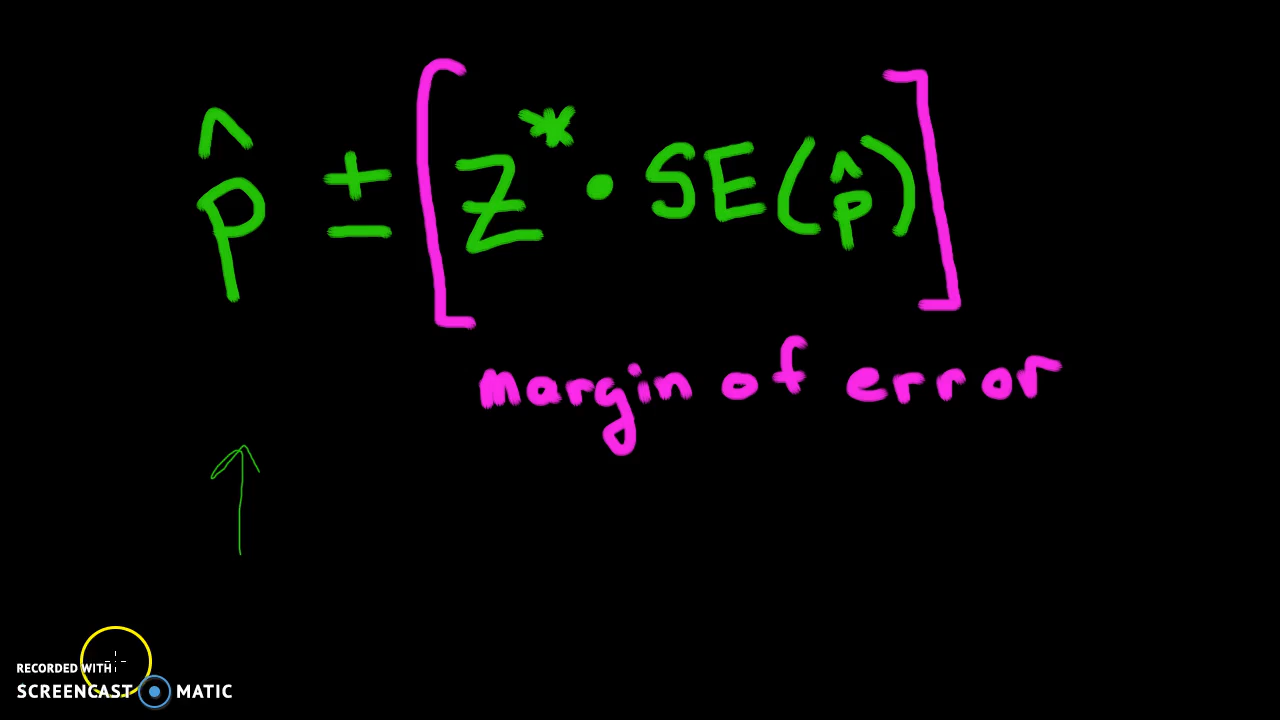 p̂ ± [z* · SE(p̂)]
margin of error
RECORDED WITH
SCREENCAST MATIC